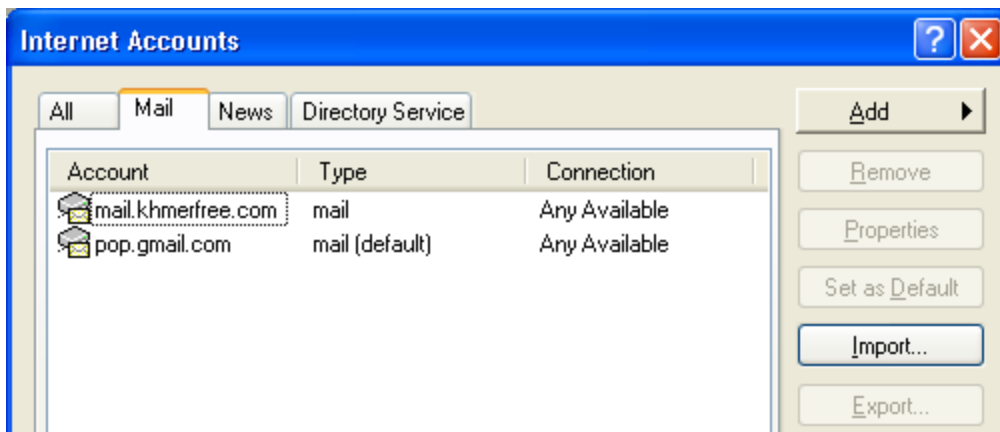 Internet Accounts
All Mail News Directory Service
Add
Account Type Connection
Remove
mail.khmerfree.com mail Any Available
Properties
pop.gmail.com mail (default) Any Available
Set as Default
Import...
Export...